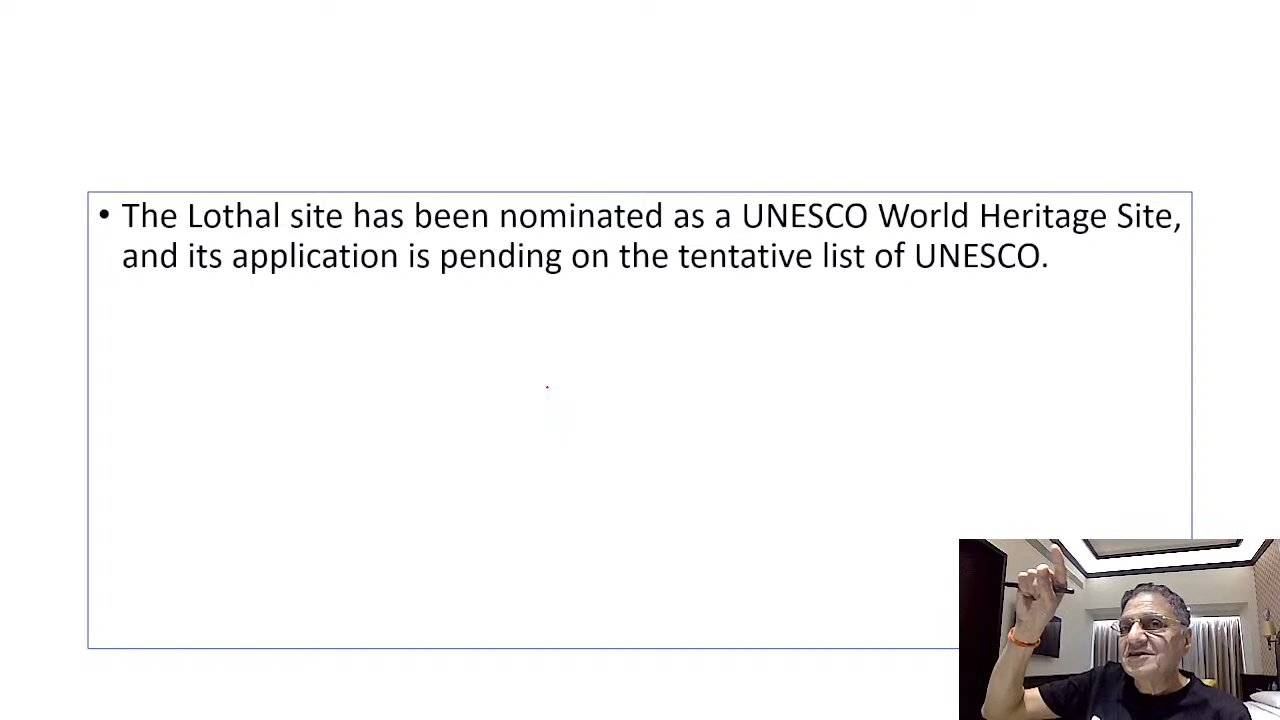 • The Lothal site has been nominated as a UNESCO World Heritage Site,
and its application is pending on the tentative list of UNESCO.